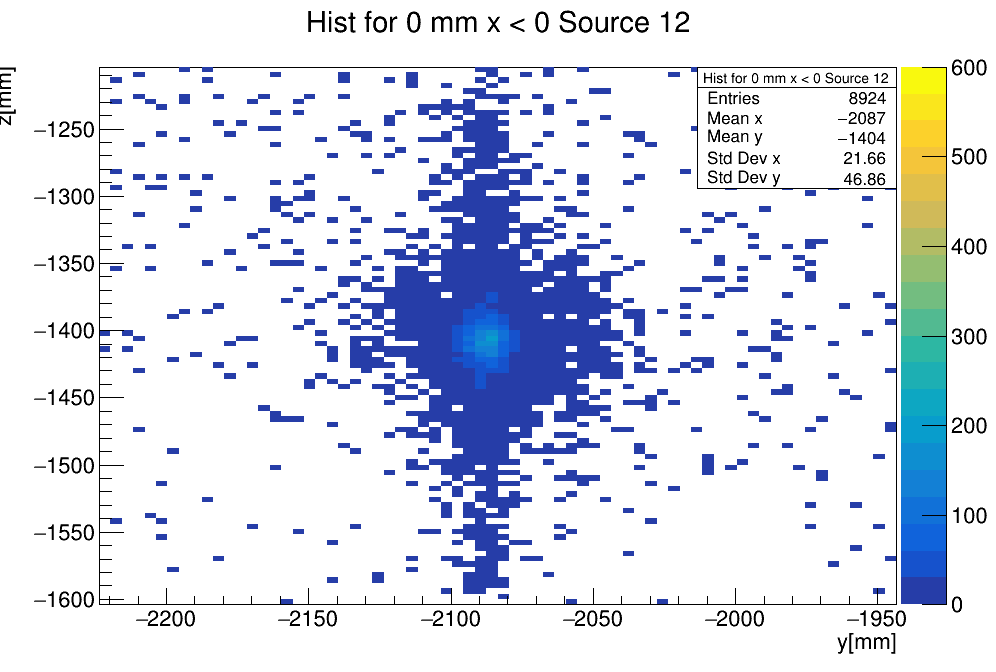 Hist for 0 mm x < 0 Source 12
z[mm]
Hist for 0 mm x < 0 Source 12
Entries 8924
Mean x −2087
Mean y −1404
Std Dev x 21.66
Std Dev y 46.86
−1250
−1300
−1350
−1400
−1450
−1500
−1550
−1600
−2200 −2150 −2100 −2050 −2000 −1950
y[mm]
600
500
400
300
200
100
0